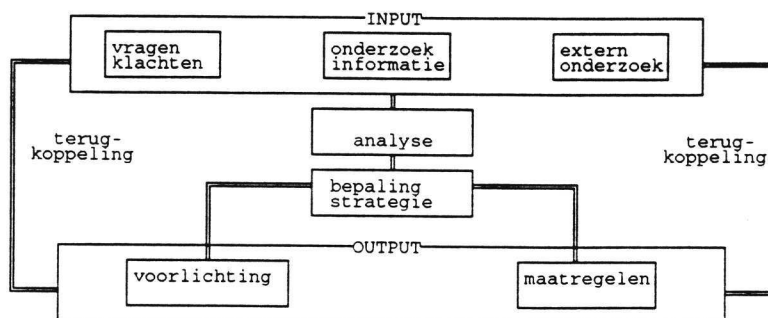 INPUT
vragen
klachten
onderzoek
informatie
extern
onderzoek
terug-
koppeling
analyse
terug-
koppeling
bepaling
strategie
OUTPUT
voorlichting
maatregelen